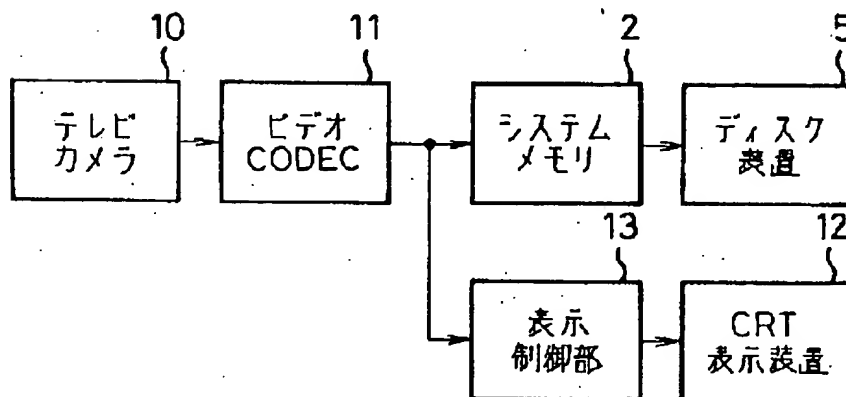 10
11
2
5
テレビ
カメラ
ビデオ
CODEC
システム
メモリ
ディスク
装置
13
12
表示
制御部
CRT
表示装置